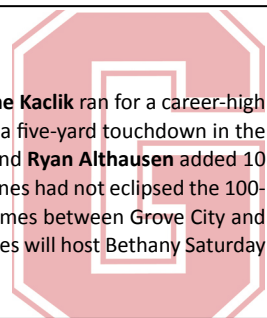 ne Kaclik ran for a career-high
a five-yard touchdown in the
nd Ryan Althausen added 10
nes had not eclipsed the 100-
mes between Grove City and
es will host Bethany Saturday